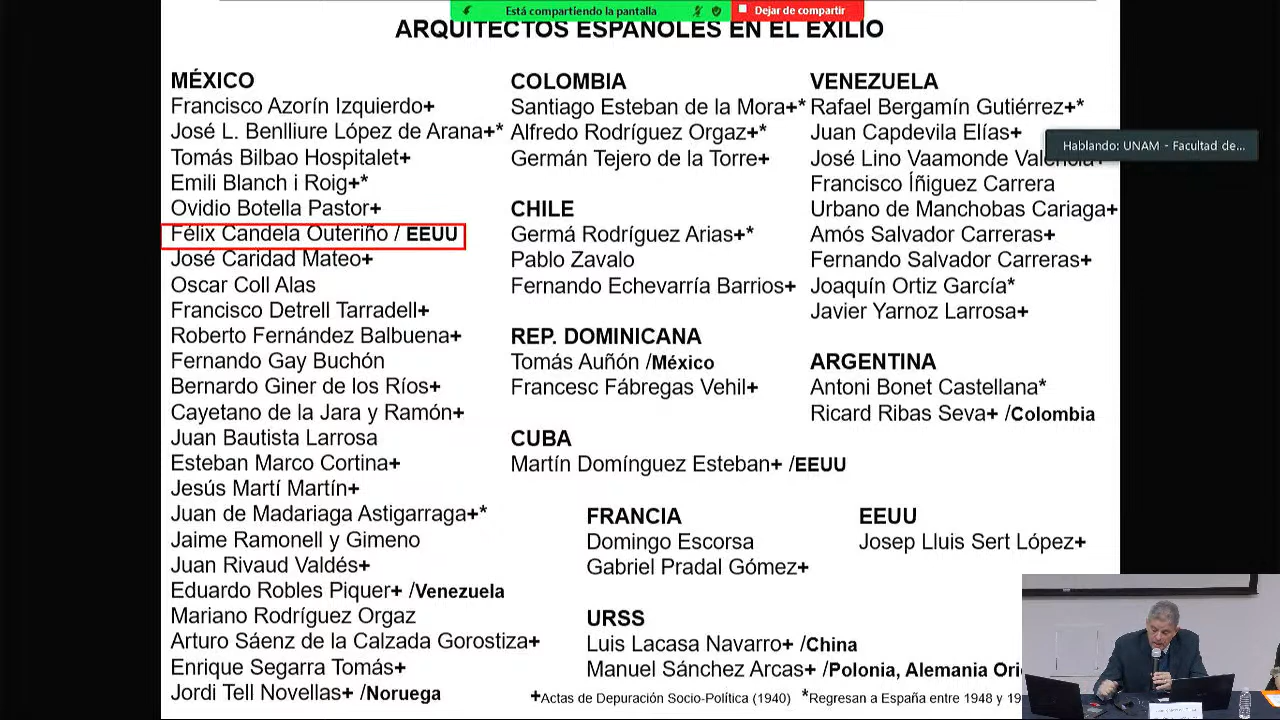 Está compartiendo la pantalla
Dejar de compartir
ARQUITECTOS ESPAÑOLES EN EL EXILIO
MÉXICO
Francisco Azorín Izquierdo+
José L. Benlliure López de Arana+*
Tomás Bilbao Hospitalet+
Emili Blanch i Roig+*
Ovidio Botella Pastor+
Félix Candela Outeriño / EEUU
José Caridad Mateo+
Oscar Coll Alas
Francisco Detrell Tarradell+
Roberto Fernández Balbuena+
Fernando Gay Buchón
Bernardo Giner de los Ríos+
Cayetano de la Jara y Ramón+
Juan Bautista Larrosa
Esteban Marco Cortina+
Jesús Martí Martín+
Juan de Madariaga Astigarraga+*
Jaime Ramonell y Gimeno
Juan Rivaud Valdés+
Eduardo Robles Piquer+ /Venezuela
Mariano Rodríguez Orgaz
Arturo Sáenz de la Calzada Gorostiza+
Enrique Segarra Tomás+
Jordi Tell Novellas+ /Noruega
COLOMBIA
Santiago Esteban de la Mora+*
Alfredo Rodríguez Orgaz+*
Germán Tejero de la Torre+
CHILE
Germá Rodríguez Arias+*
Pablo Zavalo
Fernando Echevarría Barrios+
REP. DOMINICANA
Tomás Auñón /México
Francesc Fábregas Vehil+
CUBA
Martín Domínguez Esteban+ /EEUU
VENEZUELA
Rafael Bergamín Gutiérrez+*
Juan Capdevila Elías+
José Lino Vaamonde
Francisco Íñiguez Carrera
Urbano de Manchobas Cariaga+
Amós Salvador Carreras+
Fernando Salvador Carreras+
Joaquín Ortiz García*
Javier Yarnoz Larrosa+
ARGENTINA
Antoni Bonet Castellana*
Ricard Ribas Seva+ /Colombia
FRANCIA
Domingo Escorsa
Gabriel Pradal Gómez+
EEUU
Josep Lluis Sert López+
URSS
Luis Lacasa Navarro+ /China
Manuel Sánchez Arcas+ /Polonia, Alemania
+Actas de Depuración Socio-Política (1940) *Regresan a España entre 1948 y
Hablando: UNAM - Facultad de...